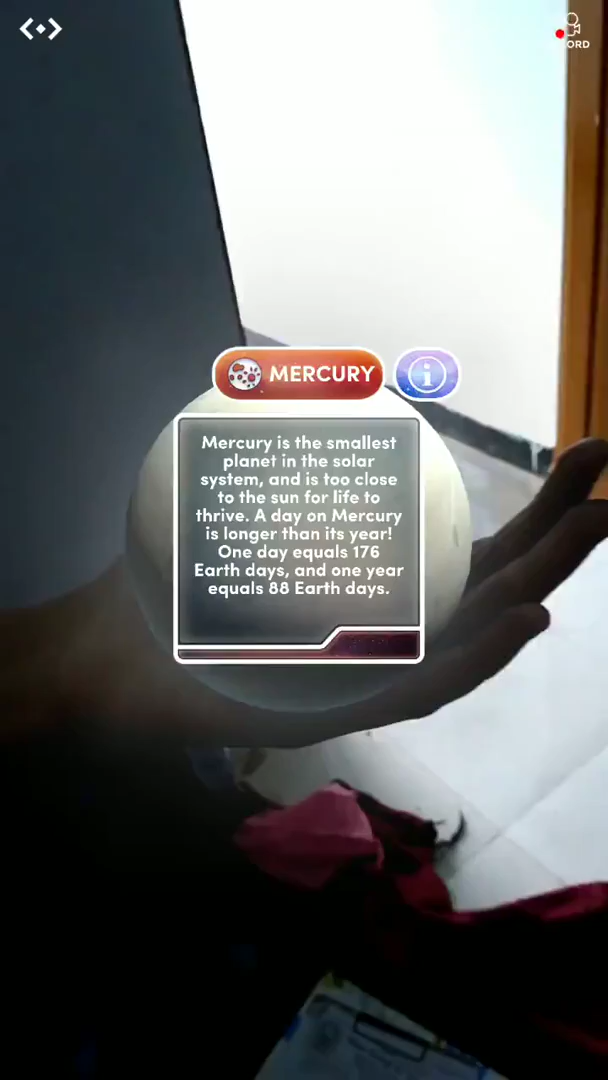 ORD
MERCURY
Mercury is the smallest
planet in the solar
system, and is too close
to the sun for life to
thrive. A day on Mercury
is longer than its year!
One day equals 176
Earth days, and one year
equals 88 Earth days.